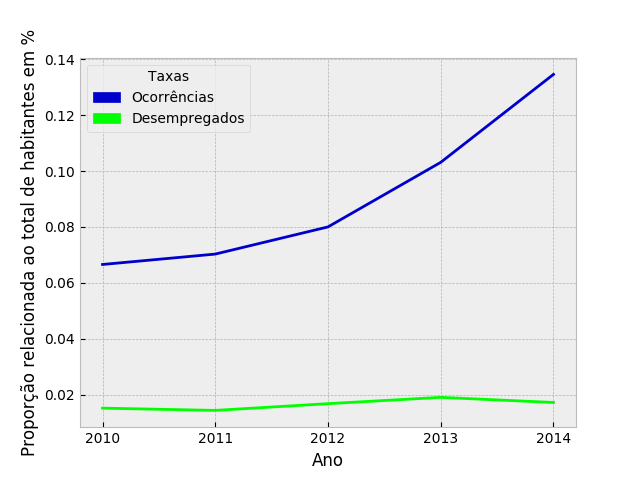 Proporção relacionada ao total de habitantes em %
0.14
0.12
0.10
0.08
0.06
0.04
0.02
Taxas
Ocorrências
Desempregados
2010 2011 2012 2013 2014
Ano